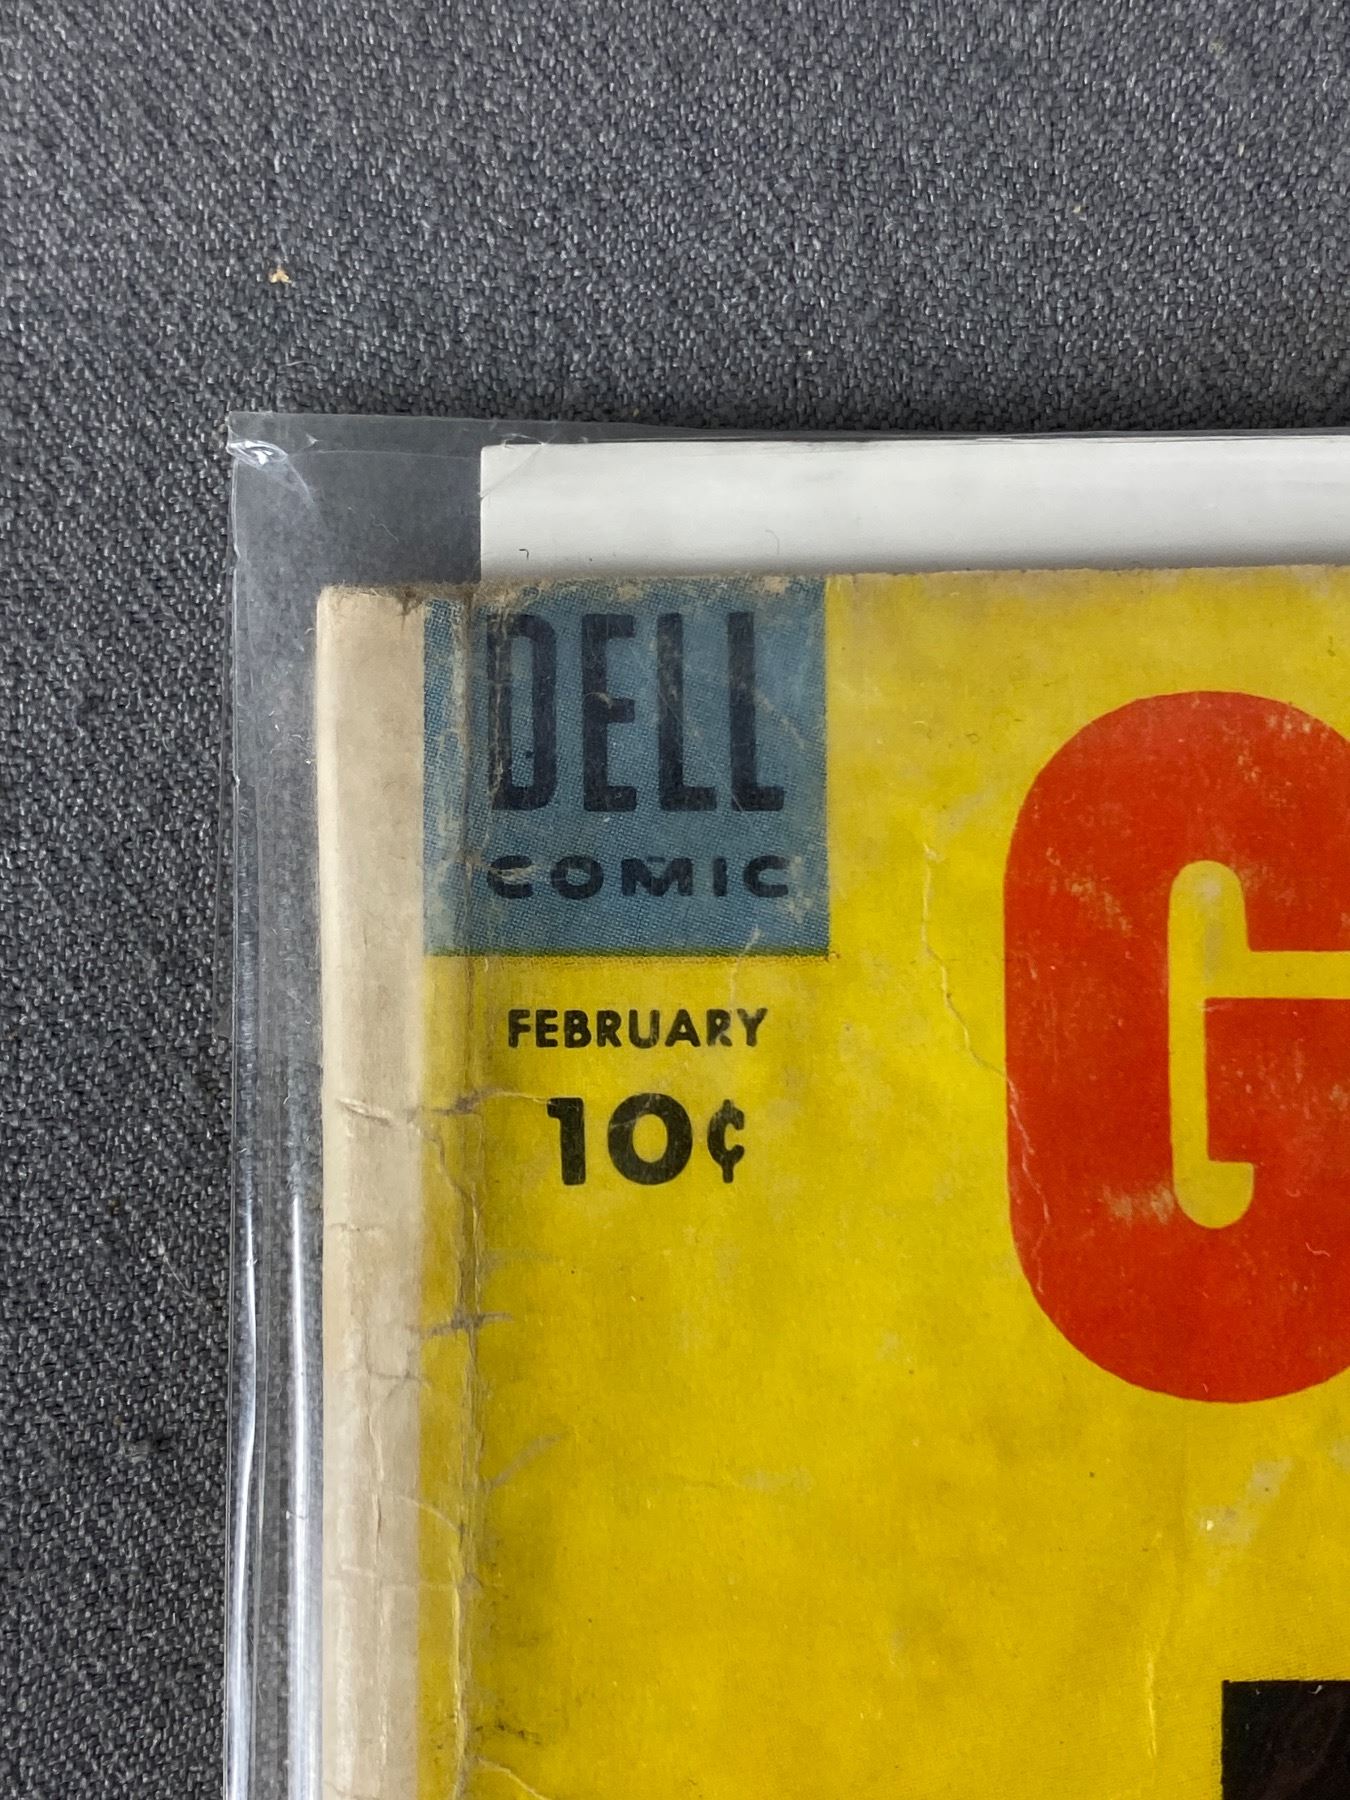 DELL
COMIC
FEBRUARY
10¢
G